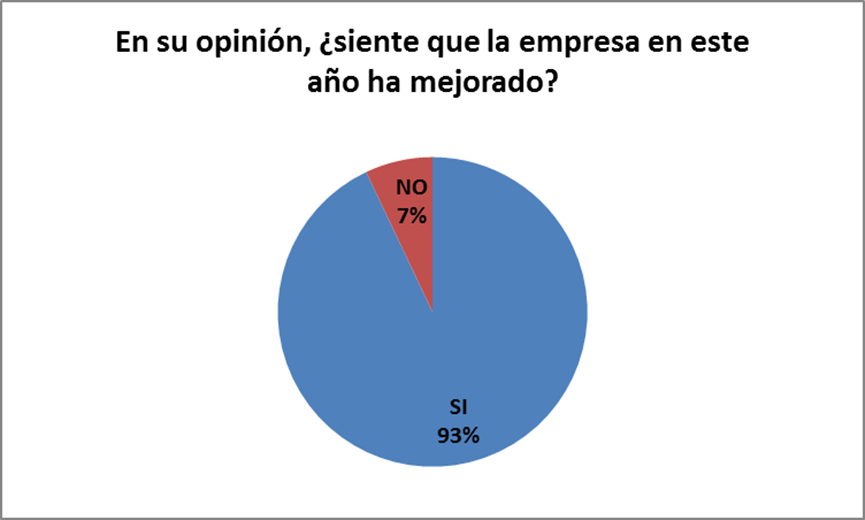 En su opinión, ¿siente que la empresa en este
año ha mejorado?
NO
7%
SI
93%